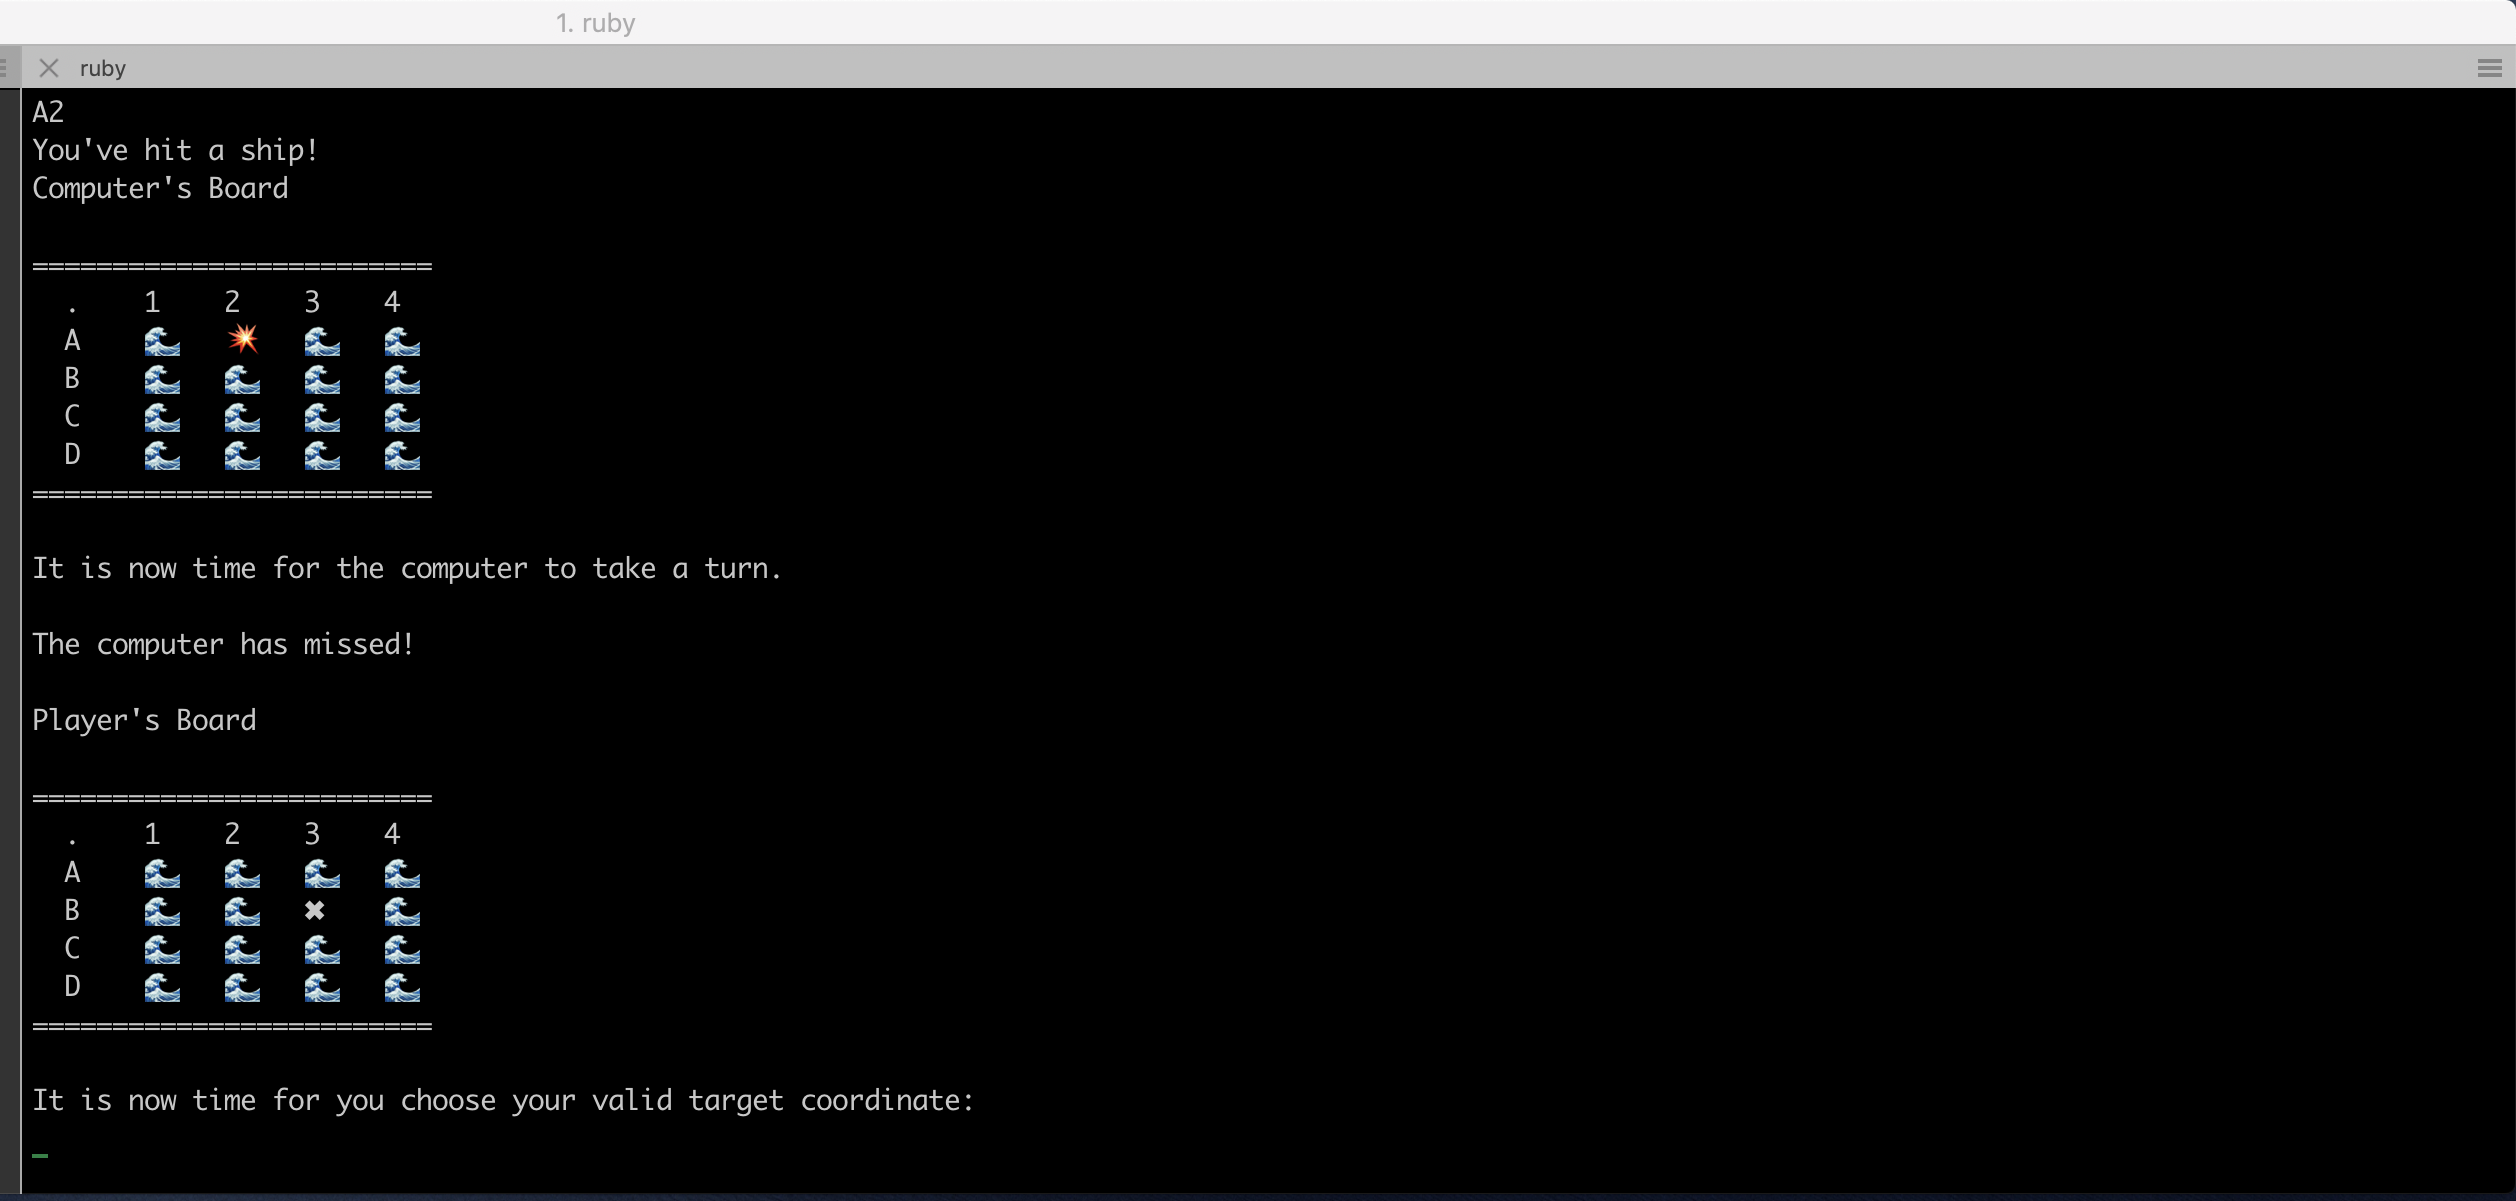 1. ruby
ruby
A2
You've hit a ship!
Computer's Board
=========================
. 1 2 3 4
A 🌊 💥 🌊 🌊
B 🌊 🌊 🌊 🌊
C 🌊 🌊 🌊 🌊
D 🌊 🌊 🌊 🌊
=========================
It is now time for the computer to take a turn.
The computer has missed!
Player's Board
=========================
. 1 2 3 4
A 🌊 🌊 🌊 🌊
B 🌊 🌊 ✖ 🌊
C 🌊 🌊 🌊 🌊
D 🌊 🌊 🌊 🌊
=========================
It is now time for you choose your valid target coordinate: